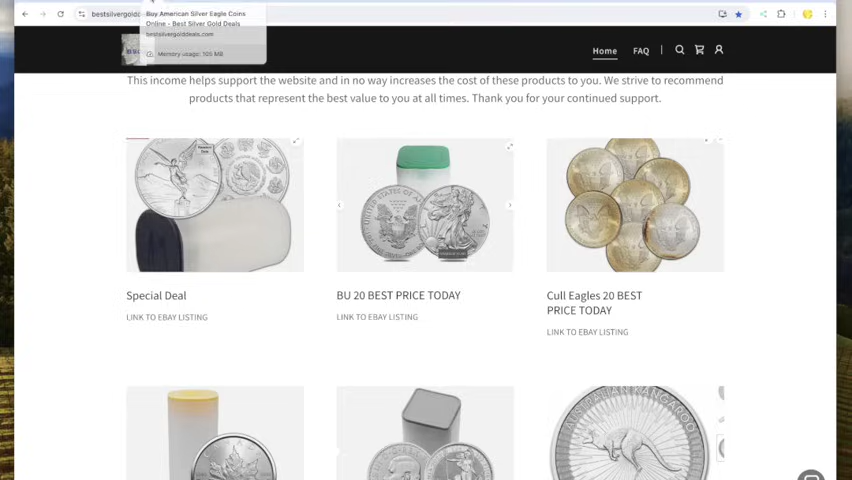 Buy American Silver Eagle Coins
Online - Best Silver Gold Deals
bestsilvergolddeals.com
Memory usage: 105 MB
bestsilvergoldd
Home
FAQ
This income helps support the website and in no way increases the cost of these products to you. We strive to recommend
products that represent the best value to you at all times. Thank you for your continued support.
Special Deal
LINK TO EBAY LISTING
BU 20 BEST PRICE TODAY
LINK TO EBAY LISTING
Cull Eagles 20 BEST
PRICE TODAY
LINK TO EBAY LISTING
CANADA
AUSTRALIAN KANGAROO